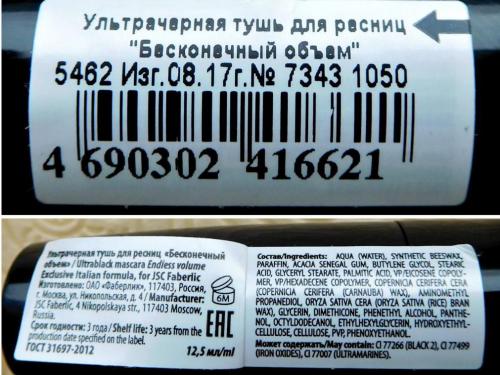 Ультрачерная тушь для ресниц
"Бесконечный объем"
5462 Изг.08.17г.№ 7343 1050
4 690302 416621
Ультрачерная тушь для ресниц «Бесконечный
объем» / Ultrablack mascara Endless volume
Exclusive Italian formula, for JSC Faberlic
Изготовлено: ОАО «Фаберлик», 117403, Россия,
г. Москва, ул. Никопольская, д. 4 / Manufacturer:
JSC Faberlic, 4 Nikopolskaya str., 117403, Moscow,
Russia.
Срок годности: 3 года / Shelf life: 3 years from the
production date specified on the label.
ГОСТ 31697-2012
6M
EAC
12,5 мл/ml
Состав/Ingredients: AQUA (WATER), SYNTHETIC BEESWAX,
PARAFFIN, ACACIA SENEGAL GUM, BUTYLENE GLYCOL, STEARIC
ACID, GLYCERYL STEARATE, PALMITIC ACID, VP/EICOSENE COPOLY-
MER, VP/HEXADECENE COPOLYMER, COPERNICIA CERIFERA CERA
(COPERNICIA CERIFERA (CARNAUBA) WAX), AMINOMETHYL
PROPANEDIOL, ORYZA SATIVA CERA (ORYZA SATIVA (RICE) BRAN
WAX), GLYCERIN, DIMETHICONE, PHENETHYL ALCOHOL, PANTHE-
NOL, OCTYLDODECANOL, ETHYLHEXYLGLYCERIN, HYDROXYETHYL-
CELLULOSE, CELLULOSE, PVP, PHENOXYETHANOL.
Может содержать/May contain: CI 77266 (BLACK 2), CI 77499
(IRON OXIDES), CI 77007 (ULTRAMARINES).